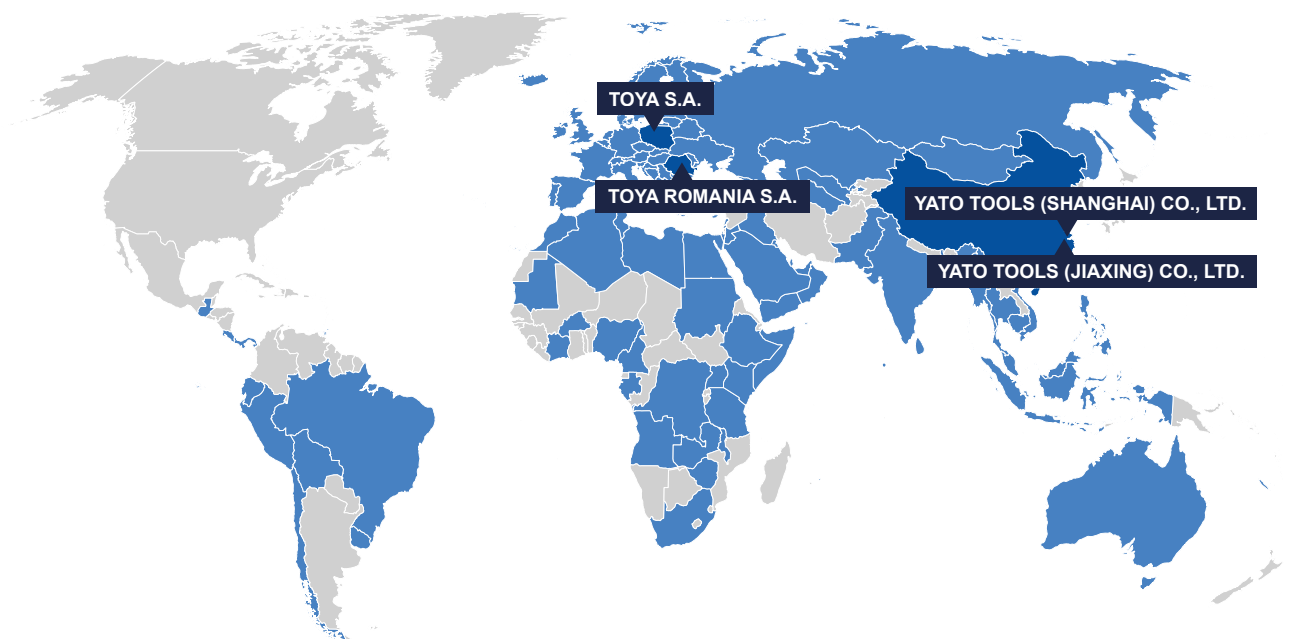 TOYA S.A.
TOYA ROMANIA S.A.
YATO TOOLS (SHANGHAI) CO., LTD.
YATO TOOLS (JIAXING) CO., LTD.